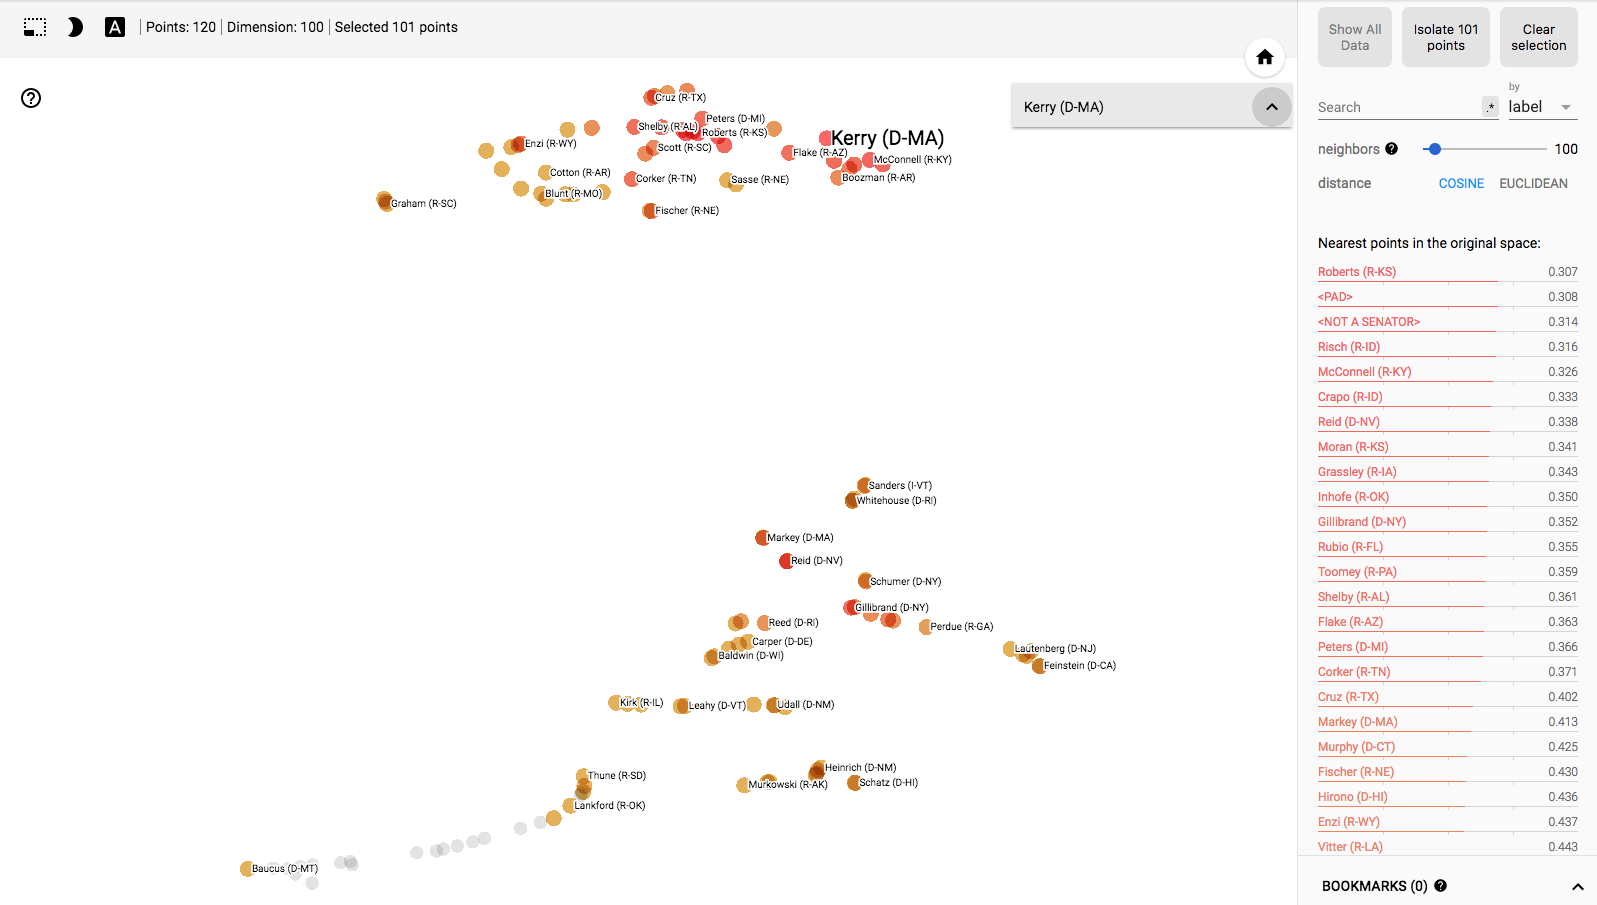 A Points: 120 | Dimension: 100 | Selected 101 points
Show All Data
Isolate 101 points
Clear selection
Kerry (D-MA)
Search
.*
by
label
neighbors
100
distance
COSINE
EUCLIDEAN
Nearest points in the original space:
Roberts (R-KS) 0.307
<PAD> 0.308
<NOT A SENATOR> 0.314
Risch (R-ID) 0.316
McConnell (R-KY) 0.326
Crapo (R-ID) 0.333
Reid (D-NV) 0.338
Moran (R-KS) 0.341
Grassley (R-IA) 0.343
Inhofe (R-OK) 0.350
Gillibrand (D-NY) 0.352
Rubio (R-FL) 0.355
Toomey (R-PA) 0.359
Shelby (R-AL) 0.361
Flake (R-AZ) 0.363
Peters (D-MI) 0.366
Corker (R-TN) 0.371
Cruz (R-TX) 0.402
Markey (D-MA) 0.413
Murphy (D-CT) 0.425
Fischer (R-NE) 0.430
Hirono (D-HI) 0.436
Enzi (R-WY) 0.437
Vitter (R-LA) 0.443
BOOKMARKS (0)
Cruz (R-TX)
Peters (D-MI)
Shelby (R-AL)
Roberts (R-KS)
Kerry (D-MA)
Enzi (R-WY)
Scott (R-SC)
Flake (R-AZ)
McConnell (R-KY)
Cotton (R-AR)
Corker (R-TN)
Sasse (R-NE)
Boozman (R-AR)
Blunt (R-MO)
Graham (R-SC)
Fischer (R-NE)
Sanders (I-VT)
Whitehouse (D-RI)
Markey (D-MA)
Reid (D-NV)
Schumer (D-NY)
Gillibrand (D-NY)
Reed (D-RI)
Perdue (R-GA)
Carper (D-DE)
Lautenberg (D-NJ)
Baldwin (D-WI)
Feinstein (D-CA)
Kirk (R-IL)
Leahy (D-VT)
Udall (D-NM)
Heinrich (D-NM)
Thune (R-SD)
Murkowski (R-AK)
Schatz (D-HI)
Lankford (R-OK)
Baucus (D-MT)